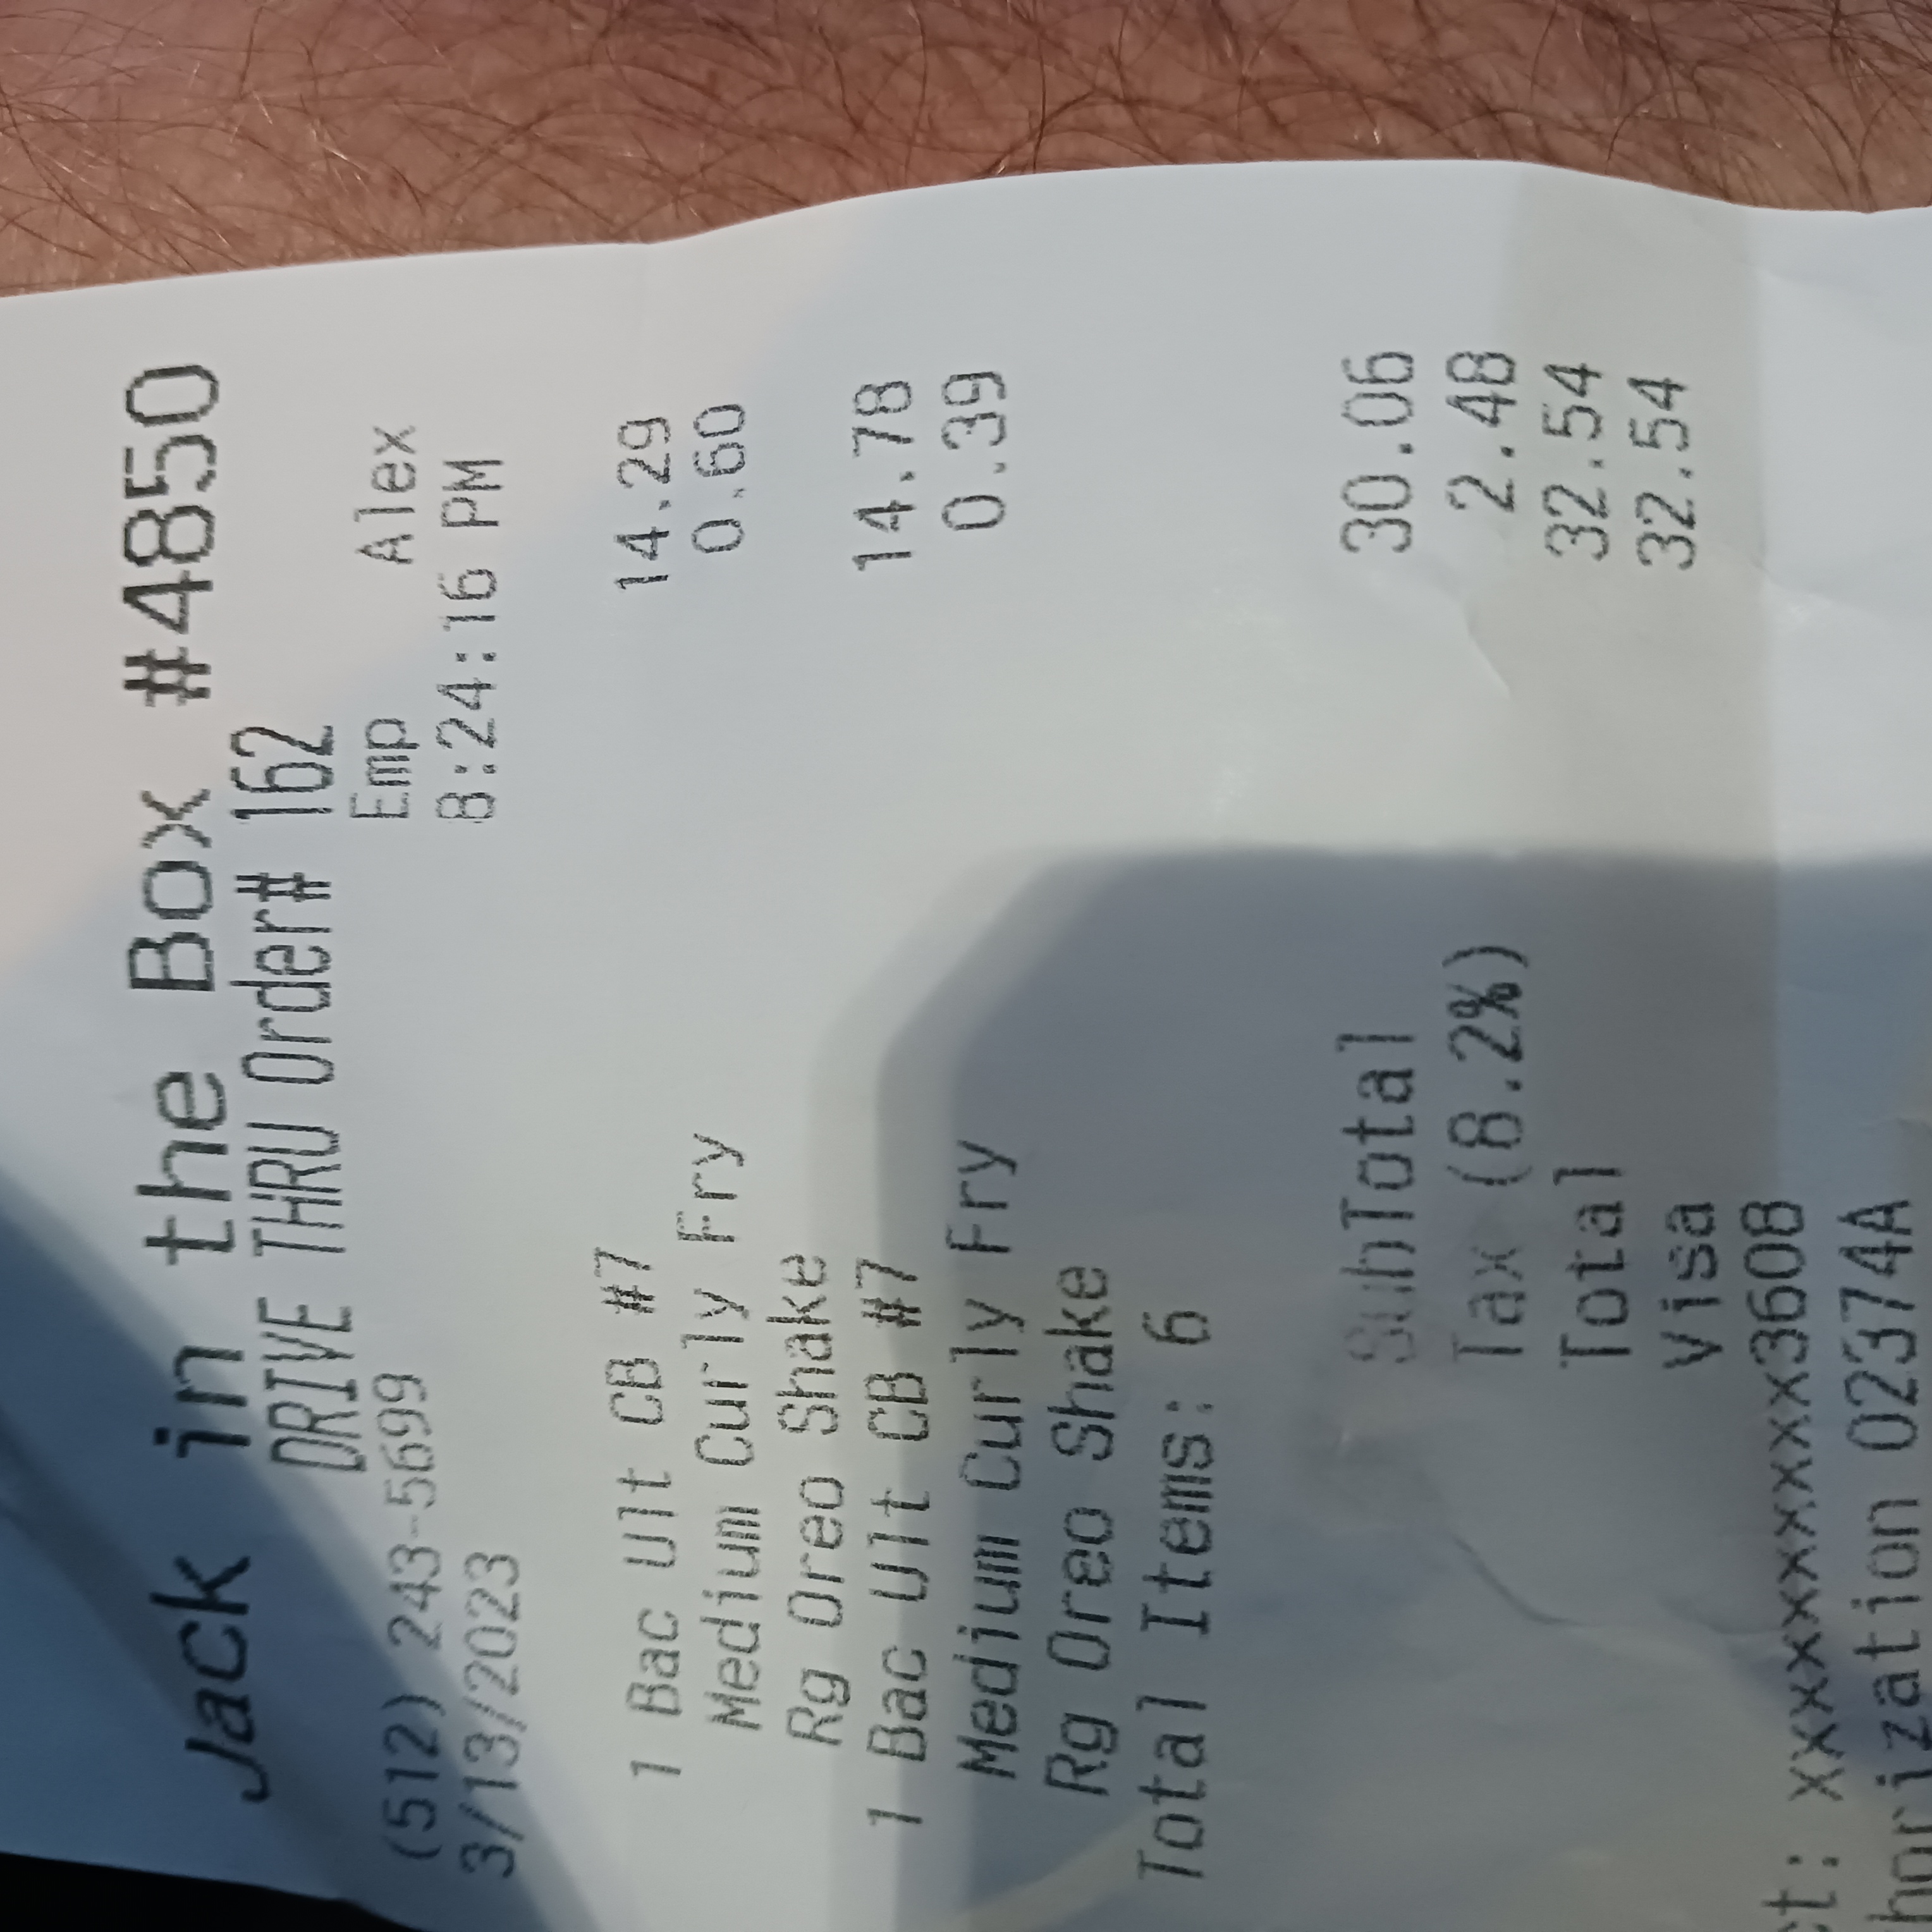 Jack in the Box #4850
DRIVE THRU Order# 162
(512) 243-5699 Emp Alex
3/13/2023 8:24:16 PM
1 Bac Ult CB #7 14.29
Medium Curly Fry 0.60
Rg Oreo Shake
1 Bac Ult CB #7 14.78
Medium Curly Fry 0.39
Rg Oreo Shake
Total Items: 6
SubTotal 30.06
Tax (8.2%) 2.48
Total 32.54
Visa 32.54
ct: xxxxxxxxxxxx3608
horization 02374A